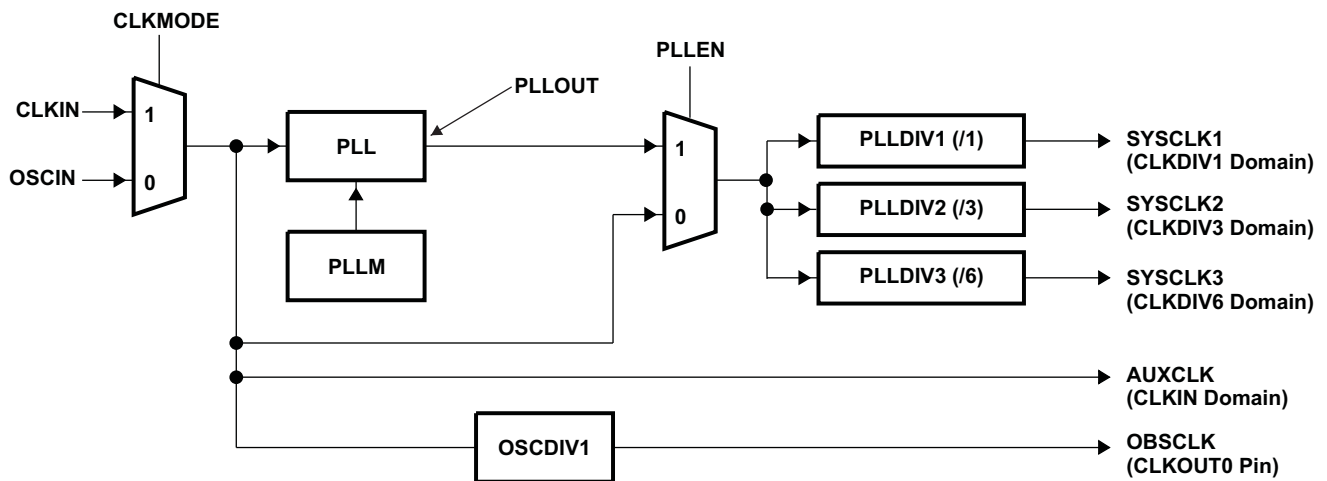 CLKMODE
PLLEN
PLLOUT
CLKIN
1
OSCIN
0
PLL
PLLM
1
0
PLLDIV1 (/1)
SYSCLK1
(CLKDIV1 Domain)
PLLDIV2 (/3)
SYSCLK2
(CLKDIV3 Domain)
PLLDIV3 (/6)
SYSCLK3
(CLKDIV6 Domain)
AUXCLK
(CLKIN Domain)
OSCDIV1
OBSCLK
(CLKOUT0 Pin)